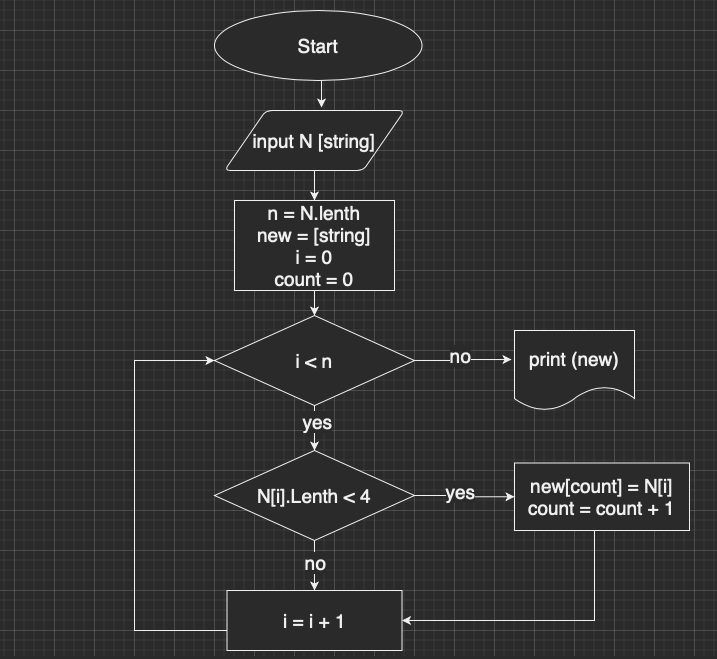 Start
input N [string]
n = N.lenth
new = [string]
i = 0
count = 0
i < n
no
print (new)
yes
N[i].Lenth < 4
yes
new[count] = N[i]
count = count + 1
no
i = i + 1